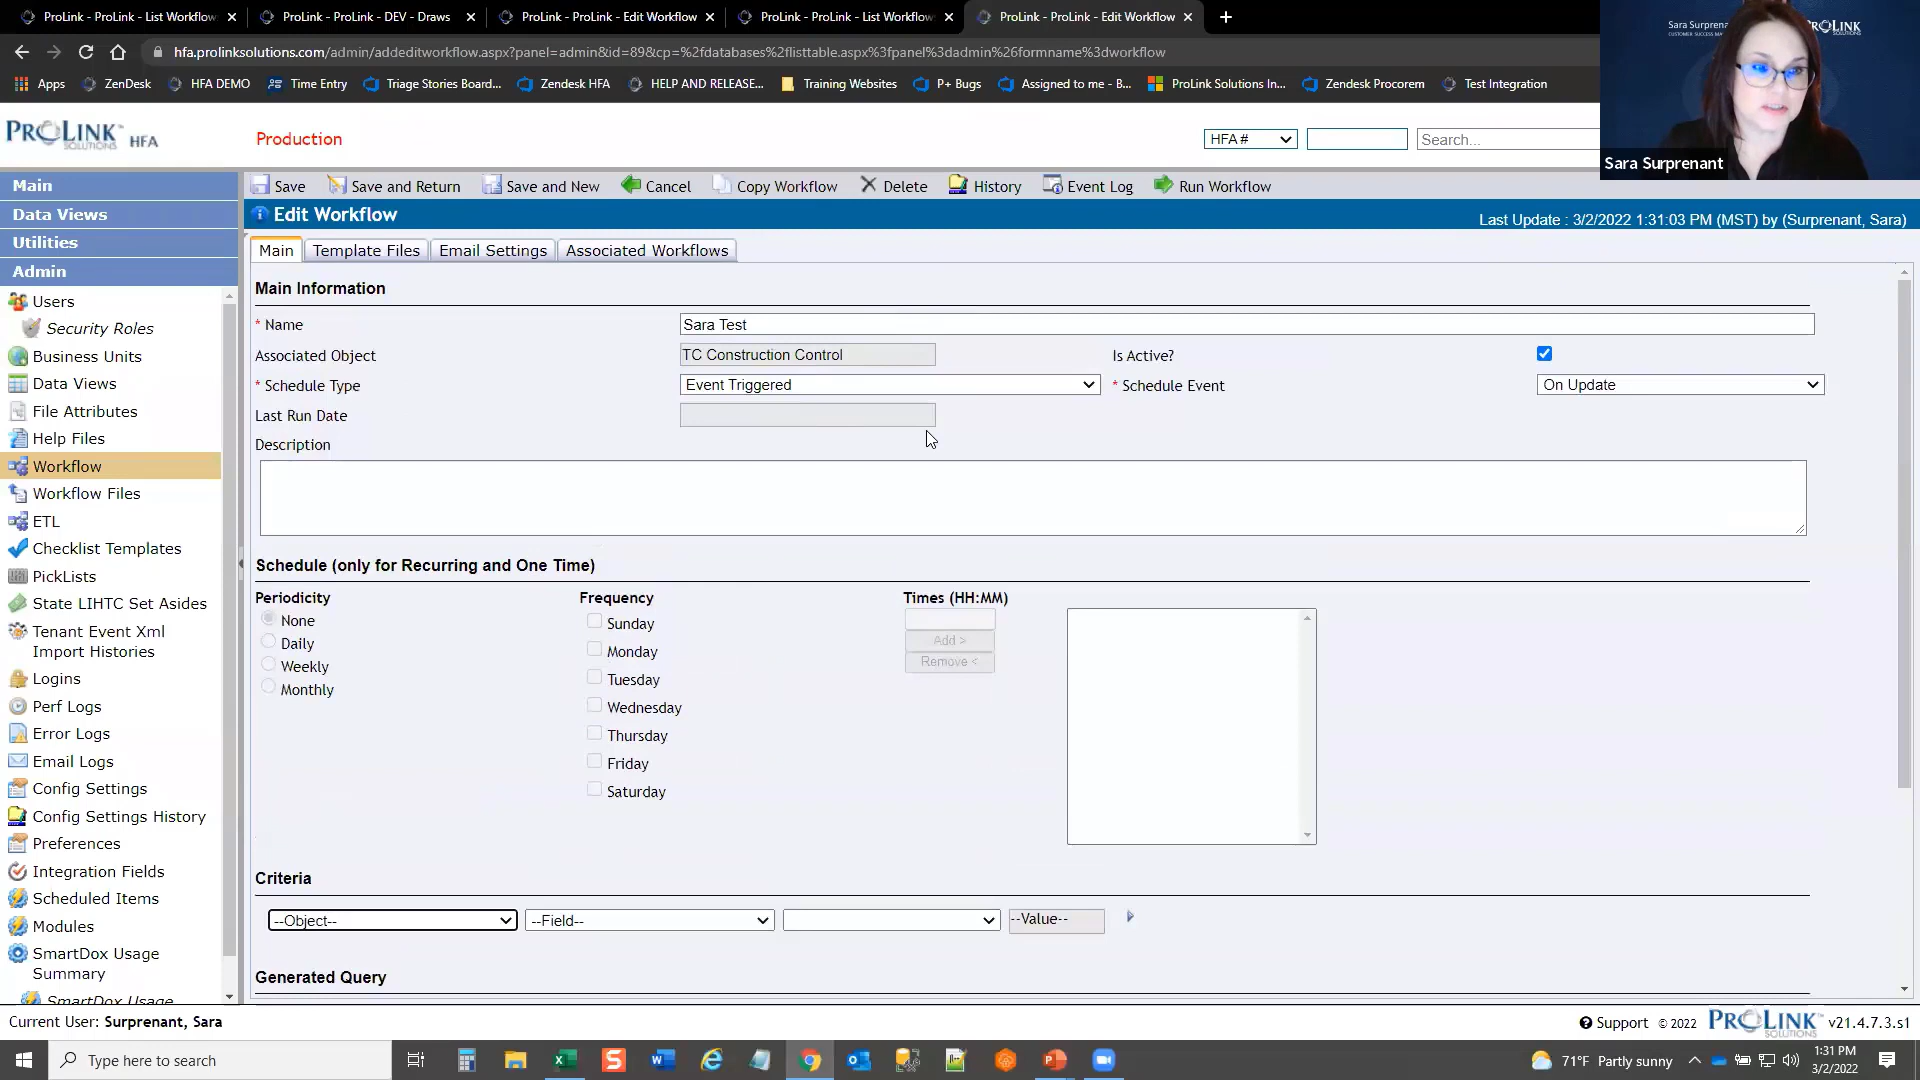 ProLink - ProLink - List Workflow
ProLink - ProLink - DEV - Draws
ProLink - ProLink - Edit Workflow
ProLink - ProLink - List Workflow
ProLink - ProLink - Edit Workflow
hfa.prolinksolutions.com/admin/addeditworkflow.aspx?panel=admin&id=89&cp=%2fdatabases%2flisttable.aspx%3fpanel%3dadmin%26formname%3dworkflow
Apps
ZenDesk
HFA DEMO
Time Entry
Triage Stories Board...
Zendesk HFA
HELP AND RELEASE...
Training Websites
P+ Bugs
Assigned to me - B...
ProLink Solutions In...
Zendesk Procorem
Test Integration
Sara Surprenant
PROLINK SOLUTIONS HFA
Production
HFA #
Search...
Main
Data Views
Utilities
Admin
Users
Security Roles
Business Units
Data Views
File Attributes
Help Files
Workflow
Workflow Files
ETL
Checklist Templates
PickLists
State LIHTC Set Asides
Tenant Event Xml
Import Histories
Logins
Perf Logs
Error Logs
Email Logs
Config Settings
Config Settings History
Preferences
Integration Fields
Scheduled Items
Modules
SmartDox Usage
Summary
SmartDox Usage
Save
Save and Return
Save and New
Cancel
Copy Workflow
Delete
History
Event Log
Run Workflow
Edit Workflow
Last Update : 3/2/2022 1:31:03 PM (MST) by (Surprenant, Sara)
Main
Template Files
Email Settings
Associated Workflows
Main Information
* Name
Sara Test
Associated Object
TC Construction Control
Is Active?
* Schedule Type
Event Triggered
* Schedule Event
On Update
Last Run Date
Description
Schedule (only for Recurring and One Time)
Periodicity
None
Daily
Weekly
Monthly
Frequency
Sunday
Monday
Tuesday
Wednesday
Thursday
Friday
Saturday
Times (HH:MM)
Add >
Remove <
Criteria
--Object--
--Field--
--Value--
Generated Query
Current User: Surprenant, Sara
Support © 2022 PROLINK SOLUTIONS v21.4.7.3.s1
Type here to search
71°F Partly sunny
1:31 PM
3/2/2022